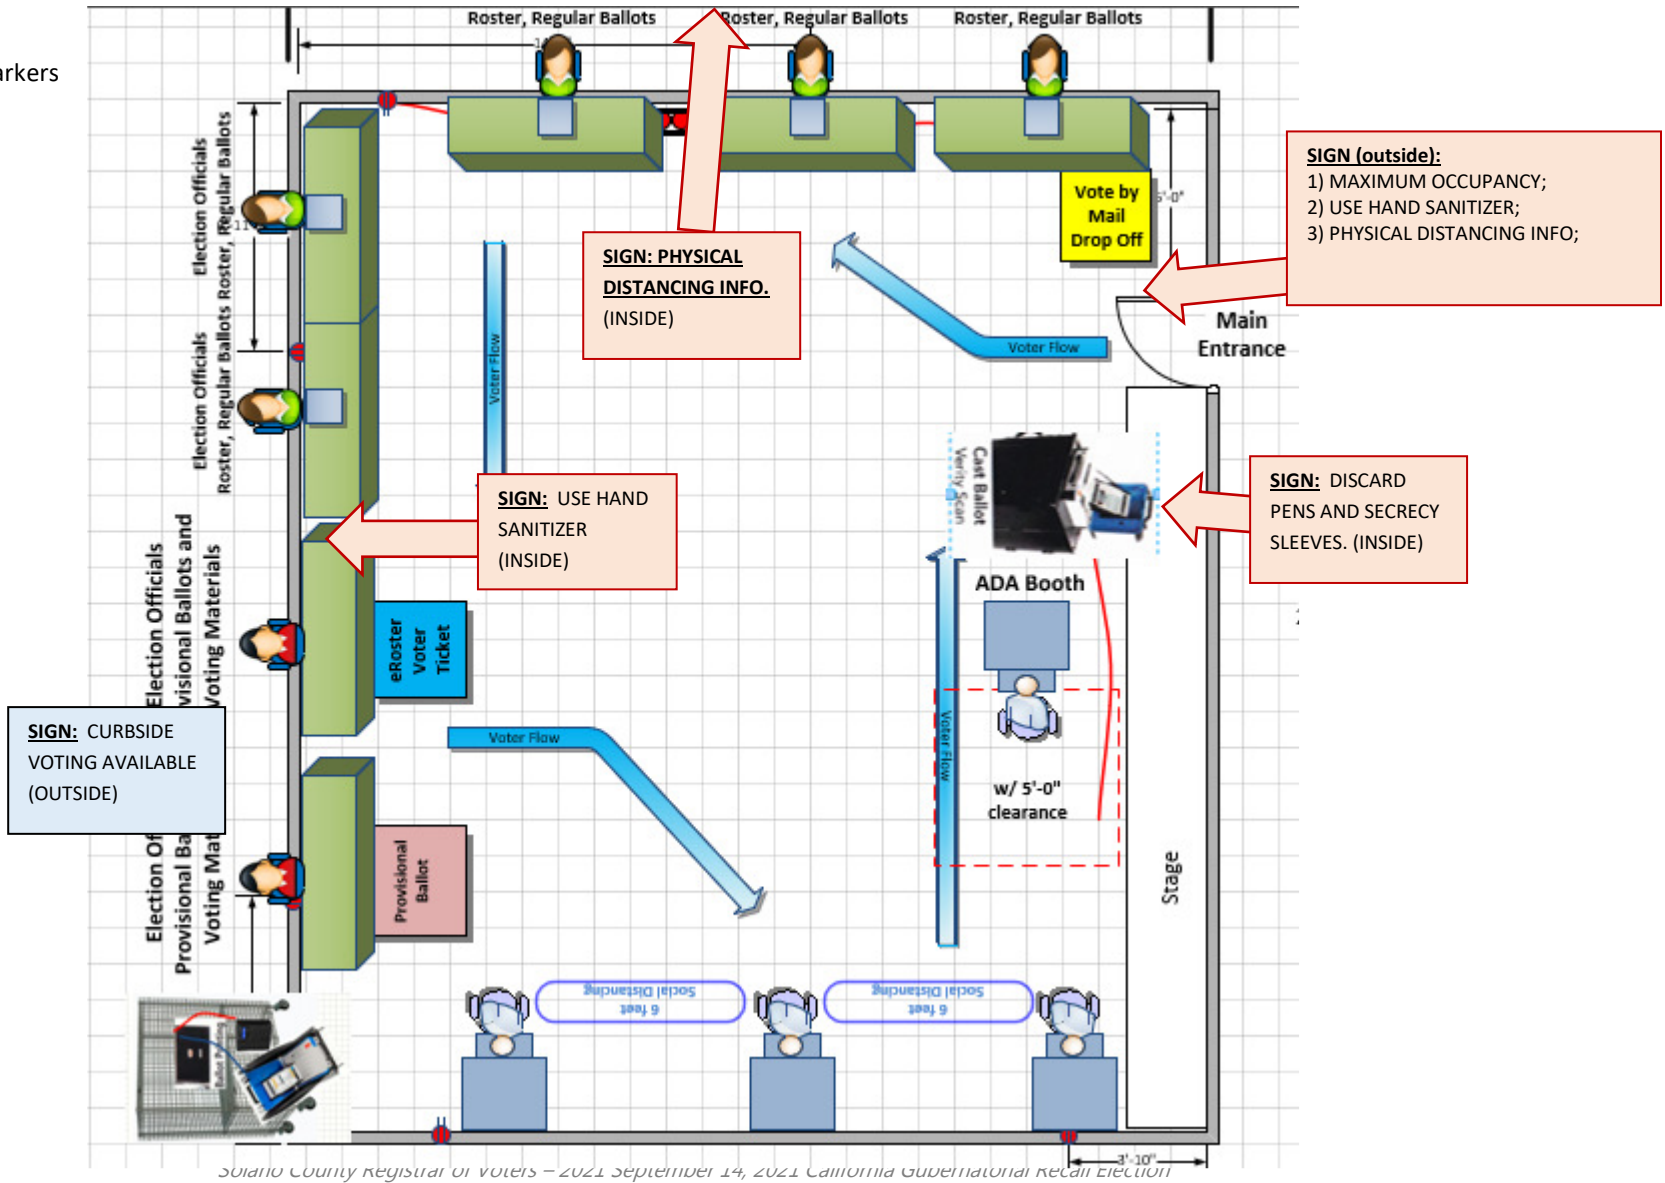 Roster, Regular Ballots
Roster, Regular Ballots
Roster, Regular Ballots
arkers
Election Officials
Roster, Regular Ballots
Election Officials
Roster, Regular Ballots
Vote by
Mail
Drop Off
SIGN (outside):
1) MAXIMUM OCCUPANCY;
2) USE HAND SANITIZER;
3) PHYSICAL DISTANCING INFO;
SIGN: PHYSICAL
DISTANCING INFO.
(INSIDE)
Main
Entrance
Voter Flow
Voter Flow
Cast Ballot
Verity Scan
SIGN: DISCARD
PENS AND SECRECY
SLEEVES. (INSIDE)
SIGN: USE HAND
SANITIZER
(INSIDE)
ADA Booth
Election Officials
visional Ballots and
Voting Materials
eRoster
Voter
Ticket
SIGN: CURBSIDE
VOTING AVAILABLE
(OUTSIDE)
Voter Flow
Voter Flow
w/ 5'-0"
clearance
Election Of
Provisional Ba
Voting Mat
Provisional
Ballot
Stage
6 feet
Social Distancing
6 feet
Social Distancing
3'-10"
Solano County Registrar of Voters – 2021 September 14, 2021 California Gubernatorial Recall Election